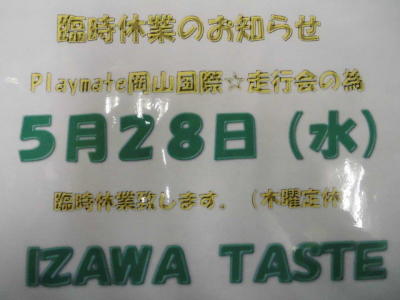 臨時休業のお知らせ
Playmate岡山国際☆走行会の為
5月28日（水）
臨時休業致します。（木曜定休）
IZAWA TASTE